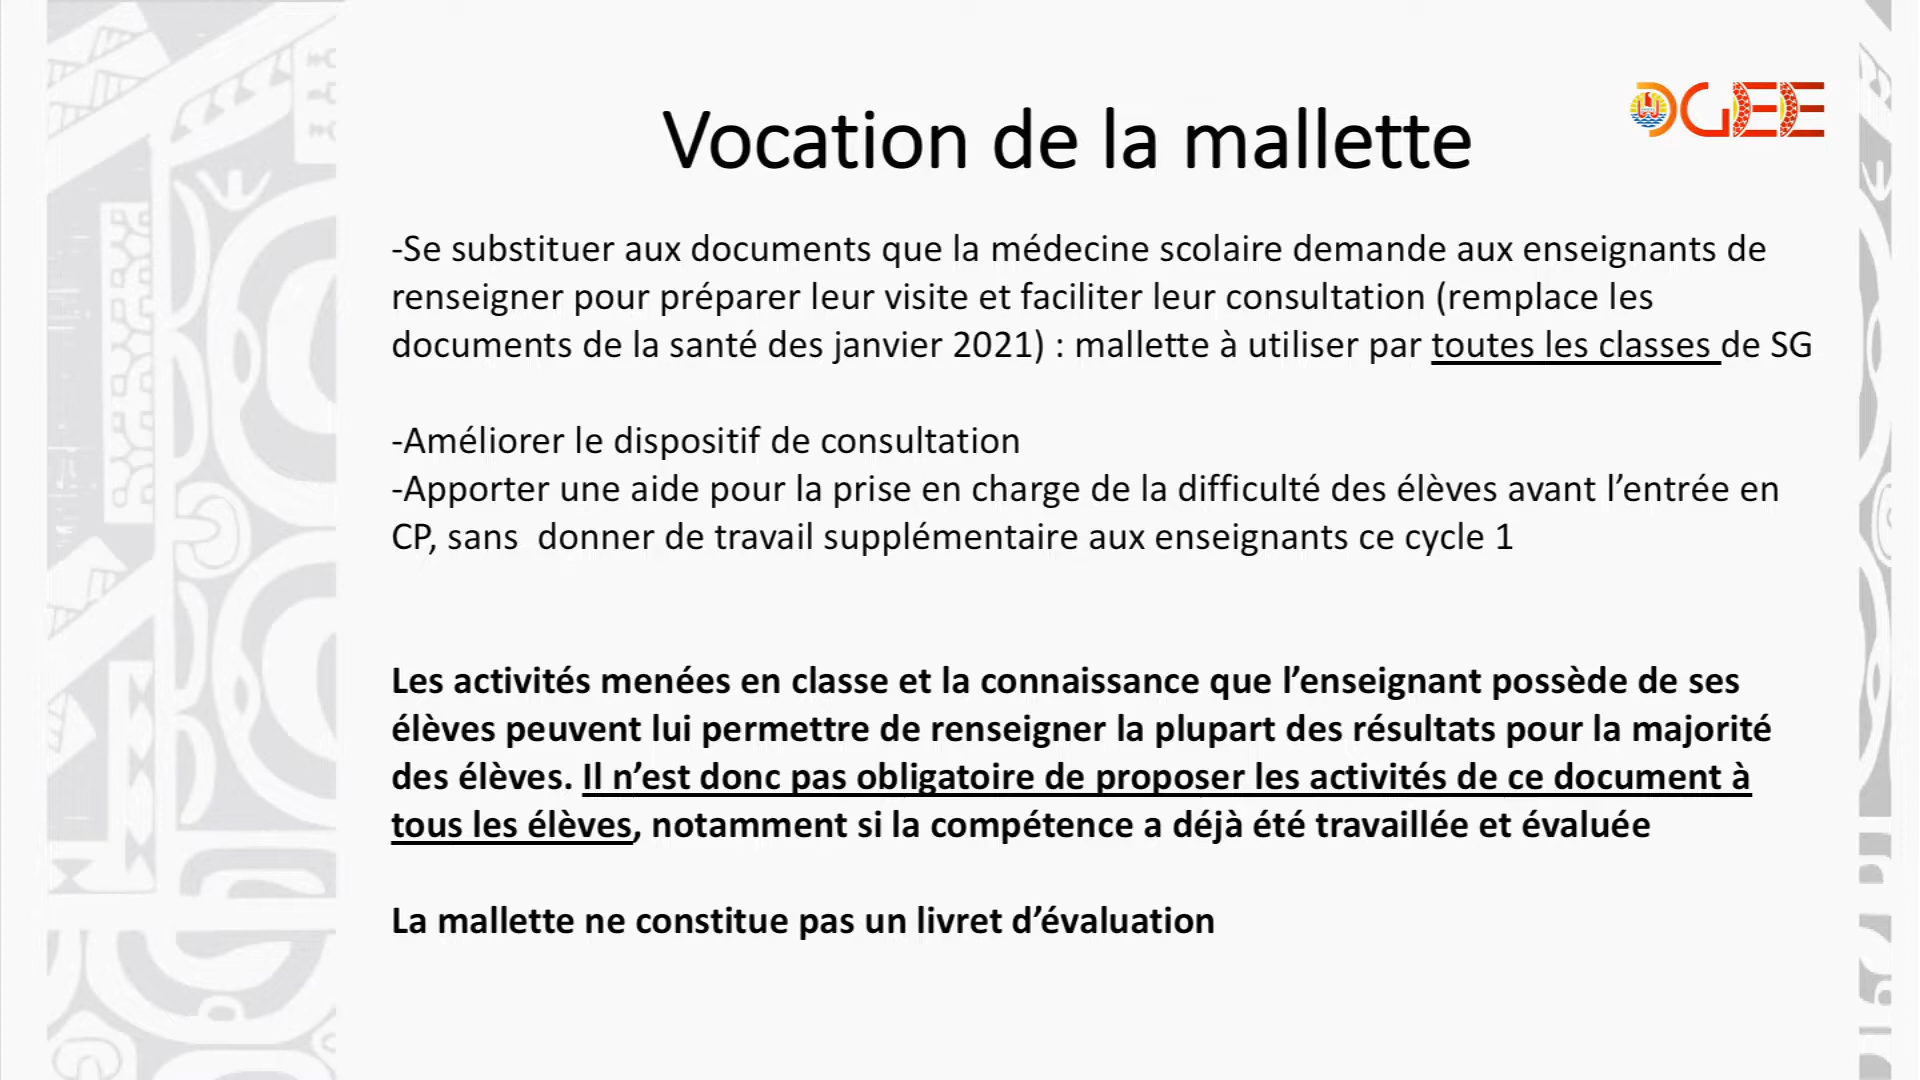 DGEE
Vocation de la mallette
-Se substituer aux documents que la médecine scolaire demande aux enseignants de
renseigner pour préparer leur visite et faciliter leur consultation (remplace les
documents de la santé des janvier 2021) : mallette à utiliser par toutes les classes de SG
-Améliorer le dispositif de consultation
-Apporter une aide pour la prise en charge de la difficulté des élèves avant l’entrée en
CP, sans  donner de travail supplémentaire aux enseignants ce cycle 1
Les activités menées en classe et la connaissance que l’enseignant possède de ses
élèves peuvent lui permettre de renseigner la plupart des résultats pour la majorité
des élèves. Il n’est donc pas obligatoire de proposer les activités de ce document à
tous les élèves, notamment si la compétence a déjà été travaillée et évaluée
La mallette ne constitue pas un livret d’évaluation